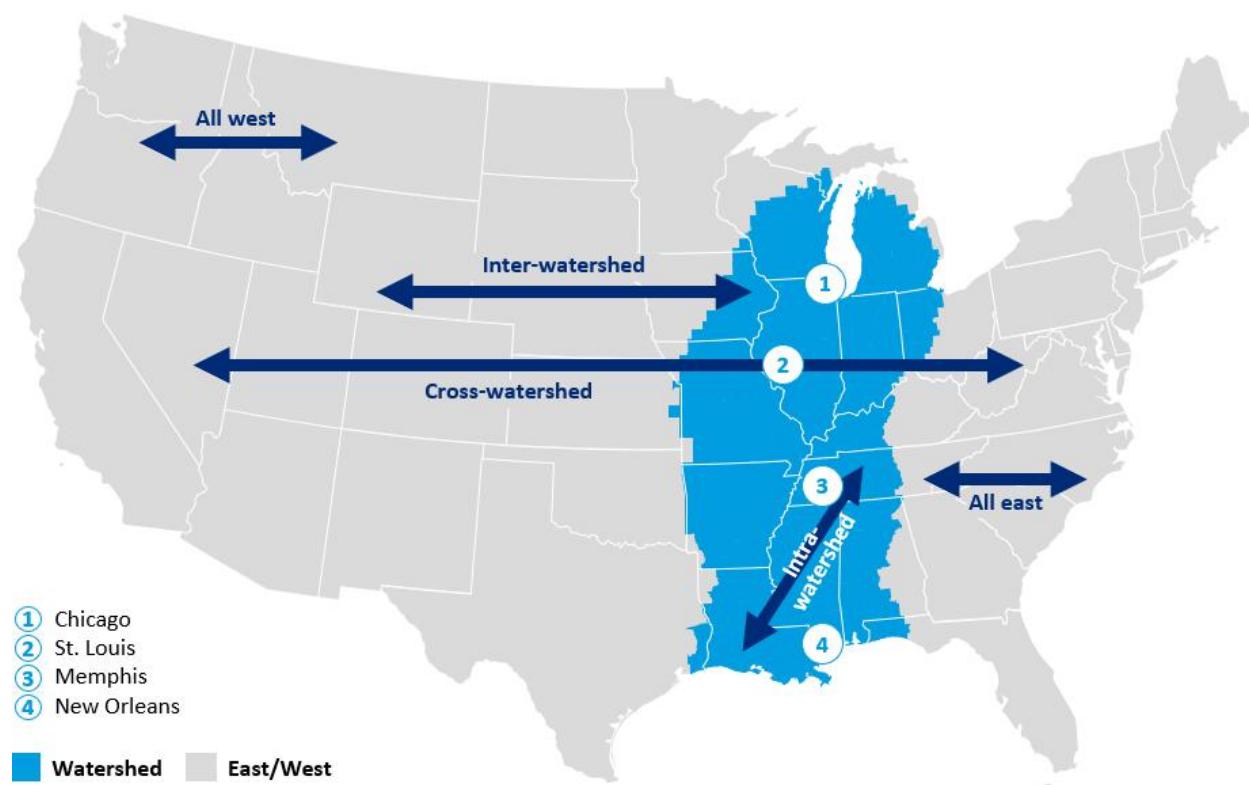 All west
Inter-watershed
1
2
Cross-watershed
3
All east
Intra-
watershed
4
1 Chicago
2 St. Louis
3 Memphis
4 New Orleans
Watershed East/West